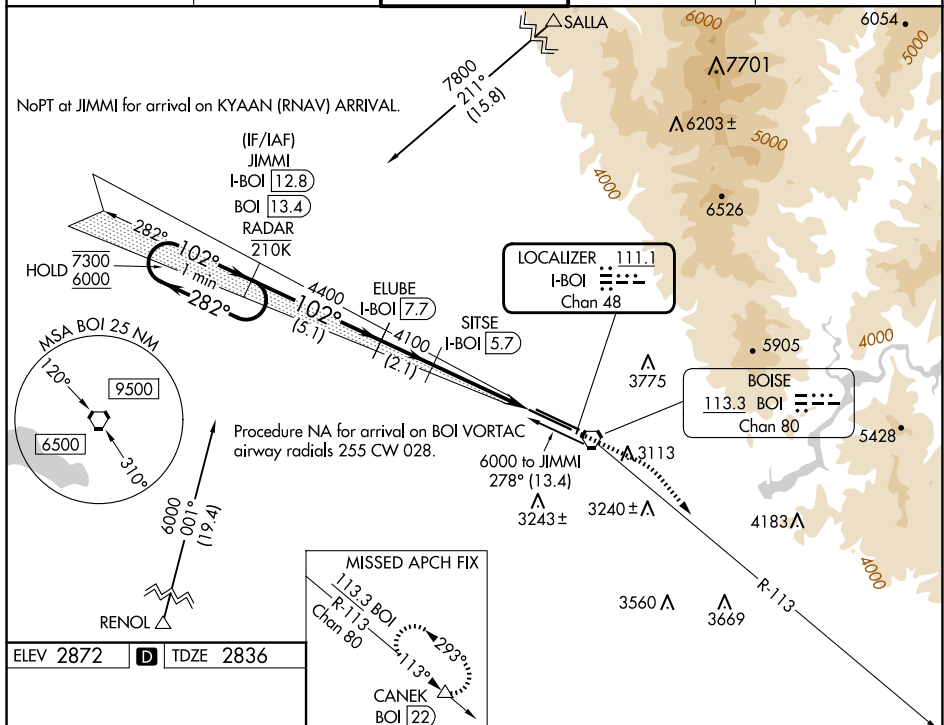 SALLA
6000
6054
5000
7800
211°
(15.8)
7701
NoPT at JIMMI for arrival on KYAAN (RNAV) ARRIVAL.
6203±
5000
4000
(IF/IAF)
JIMMI
I-BOI 12.8
BOI 13.4
RADAR
210K
6526
282°
102°
HOLD 7300
6000
1 min
282°
4400
102°
(5.1)
ELUBE
I-BOI 7.7
4100
(2.1)
SITSE
I-BOI 5.7
LOCALIZER 111.1
I-BOI
Chan 48
5905
4000
3775
BOISE
113.3 BOI
Chan 80
5428
MSA BOI 25 NM
120°
9500
6500
310°
Procedure NA for arrival on BOI VORTAC
airway radials 255 CW 028.
6000 to JIMMI
278° (13.4)
3113
3243±
3240±
4183
4000
6000
001°
(19.4)
RENOL
R-113
3560
3669
MISSED APCH FIX
113.3 BOI
R-113
Chan 80
293°
113°
CANEK
BOI 22
ELEV 2872 D TDZE 2836